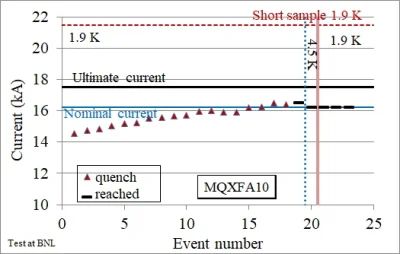 22
Short sample 1.9 K
20
1.9 K
4.5 K
1.9 K
18
Ultimate current
16
Nominal current
14
12
quench
reached
MQXFA10
10
0
5
10
15
20
25
Current (kA)
Test at BNL
Event number